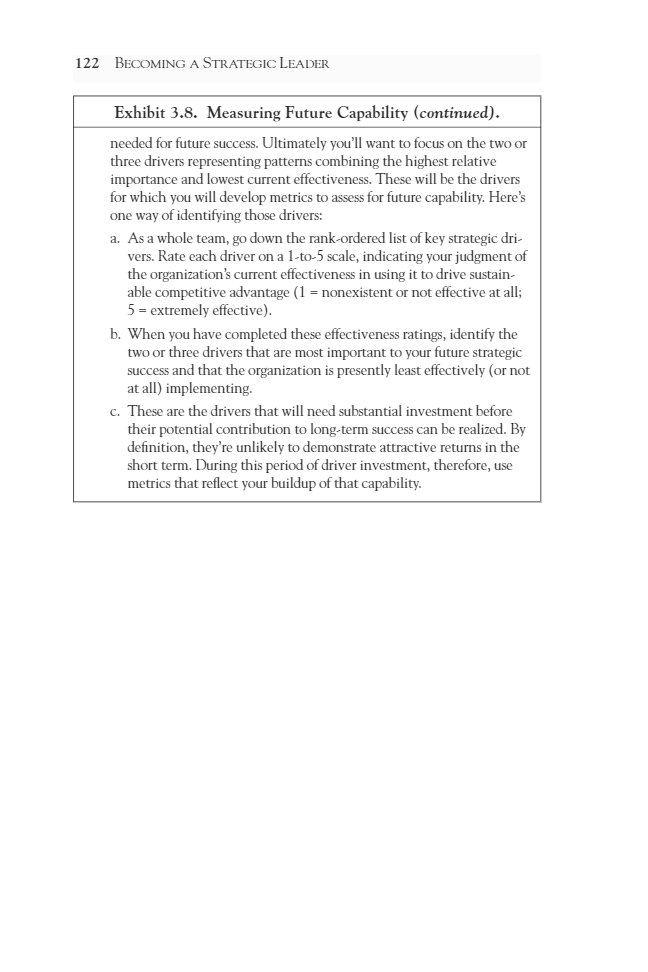 122 BECOMING A STRATEGIC LEADER
Exhibit 3.8. Measuring Future Capability (continued).
needed for future success. Ultimately you'll want to focus on the two or
three drivers representing patterns combining the highest relative
importance and lowest current effectiveness. These will be the drivers
for which you will develop metrics to assess for future capability. Here's
one way of identifying those drivers:
a. As a whole team, go down the rank-ordered list of key strategic dri-
vers. Rate each driver on a 1-to-5 scale, indicating your judgment of
the organization's current effectiveness in using it to drive sustain-
able competitive advantage (1 = nonexistent or not effective at all;
5 = extremely effective).
b. When you have completed these effectiveness ratings, identify the
two or three drivers that are most important to your future strategic
success and that the organization is presently least effectively (or not
at all) implementing.
c. These are the drivers that will need substantial investment before
their potential contribution to long-term success can be realized. By
definition, they're unlikely to demonstrate attractive returns in the
short term. During this period of driver investment, therefore, use
metrics that reflect your buildup of that capability.